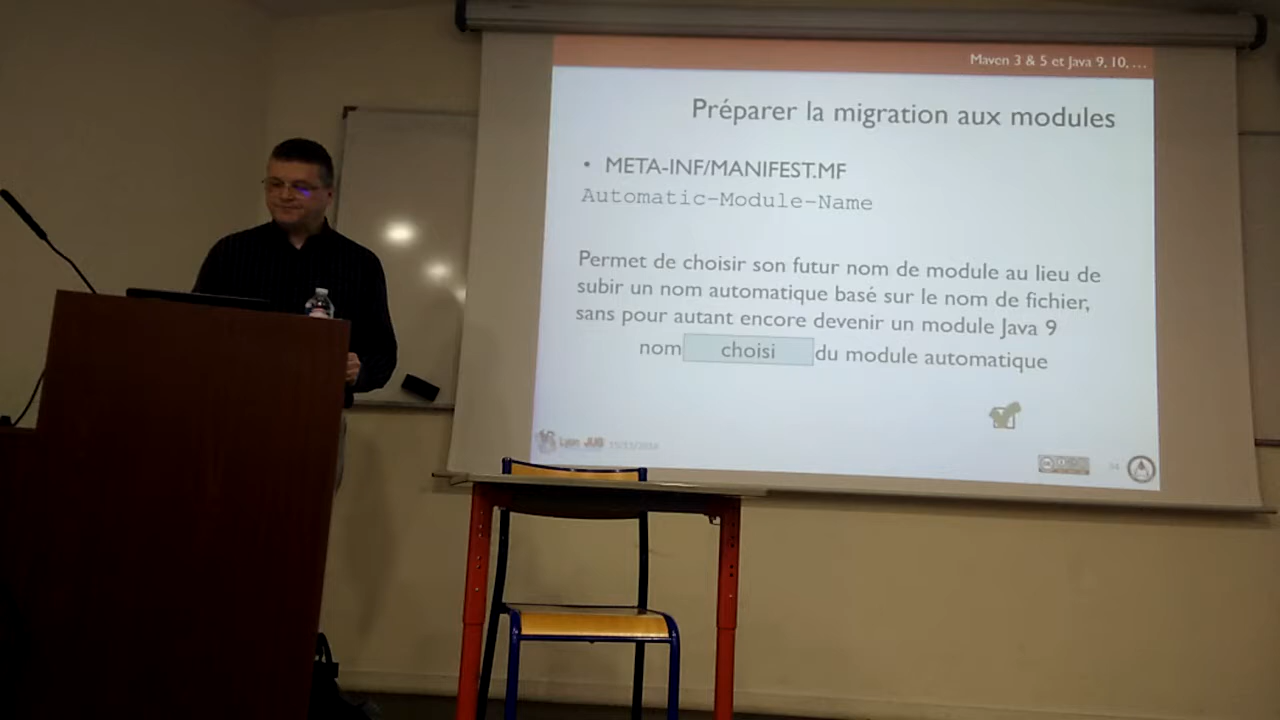 Maven 3 & 5 et Java 9, 10, …
Préparer la migration aux modules
• META-INF/MANIFEST.MF
Automatic-Module-Name
Permet de choisir son futur nom de module au lieu de
subir un nom automatique basé sur le nom de fichier,
sans pour autant encore devenir un module Java 9
nom choisi du module automatique
Lyon JUG